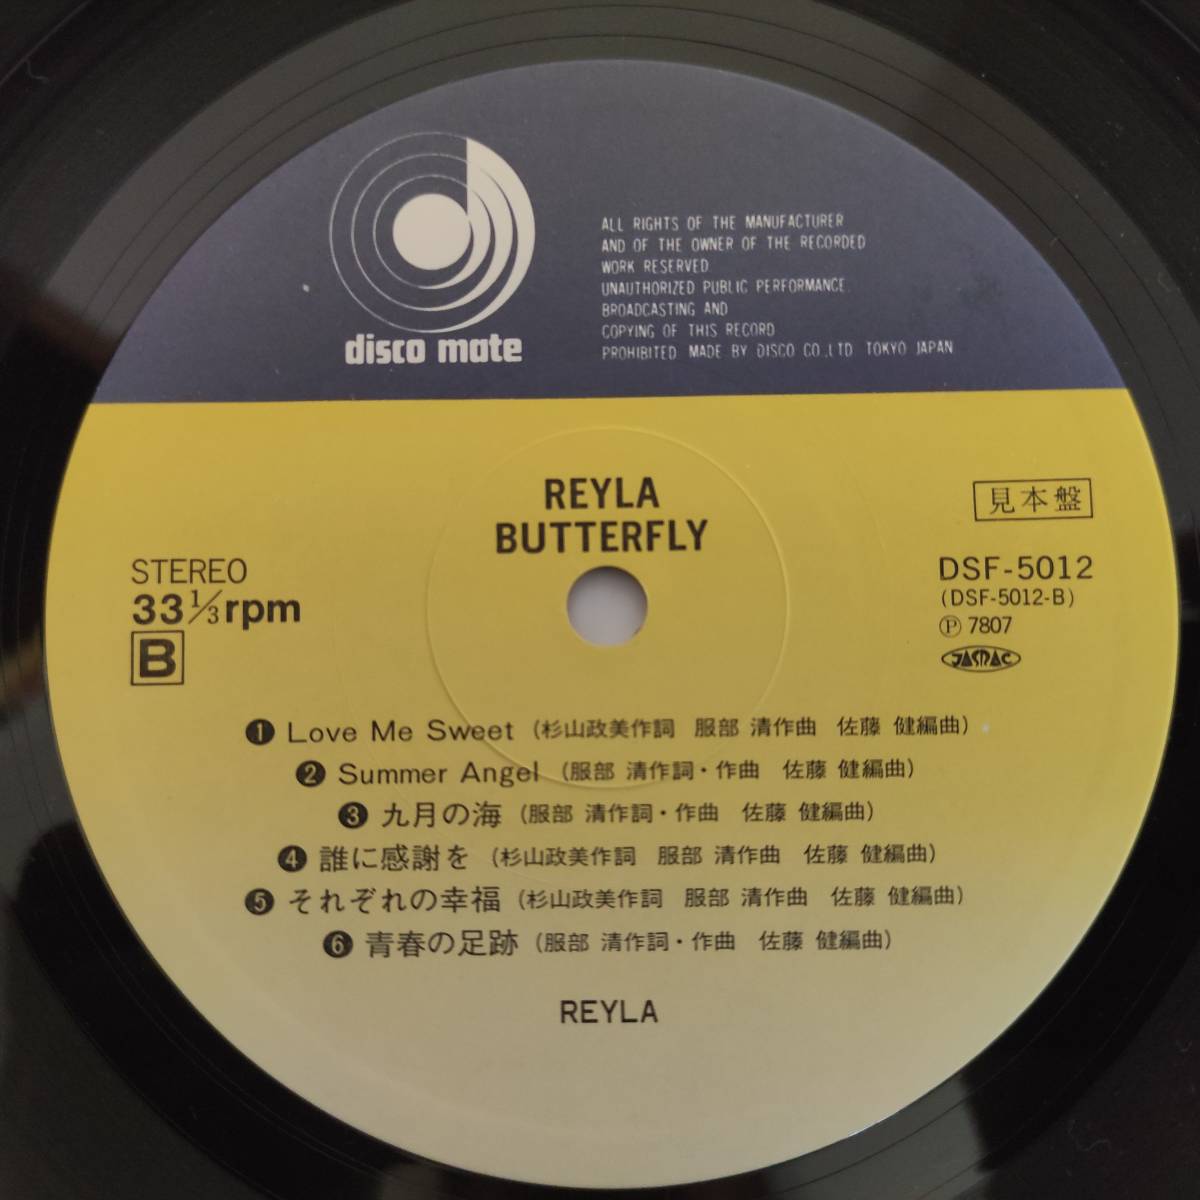 disco mate
ALL RIGHTS OF THE MANUFACTURER
AND OF THE OWNER OF THE RECORDED
WORK RESERVED.
UNAUTHORIZED PUBLIC PERFORMANCE.
BROADCASTING AND
COPYING OF THIS RECORD
PROHIBITED MADE BY DISCO CO.,LTD TOKYO JAPAN
REYLA
BUTTERFLY
見本盤
STEREO
33 1/3 rpm
B
DSF-5012
(DSF-5012-B)
Ⓟ 7807
JASRAC
❶ Love Me Sweet (杉山政美作詞 服部 清作曲 佐藤 健編曲)
❷ Summer Angel (服部 清作詞・作曲 佐藤 健編曲)
❸ 九月の海 (服部 清作詞・作曲 佐藤 健編曲)
❹ 誰に感謝を (杉山政美作詞 服部 清作曲 佐藤 健編曲)
❺ それぞれの幸福 (杉山政美作詞 服部 清作曲 佐藤 健編曲)
❻ 青春の足跡 (服部 清作詞・作曲 佐藤 健編曲)
REYLA